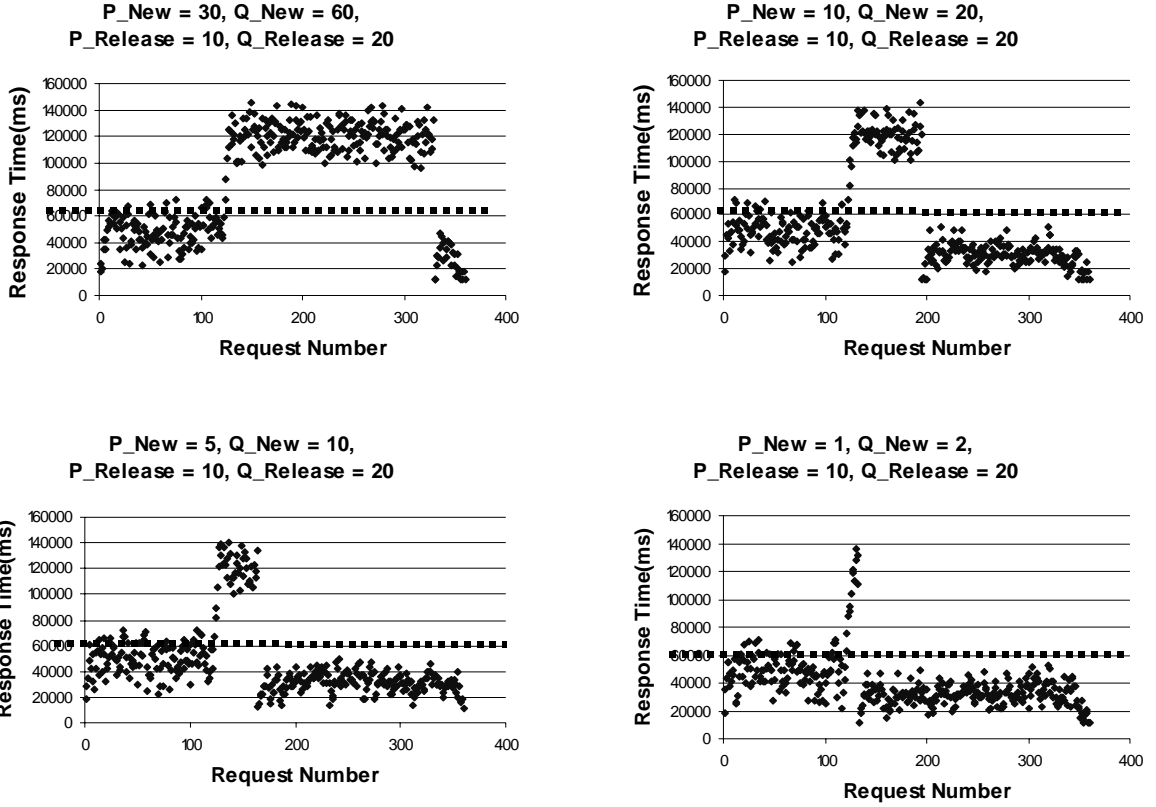 P_New = 30, Q_New = 60,
P_Release = 10, Q_Release = 20
Response Time(ms)
160000
140000
120000
100000
80000
60000
40000
20000
0
0 100 200 300 400
Request Number
P_New = 10, Q_New = 20,
P_Release = 10, Q_Release = 20
Response Time(ms)
160000
140000
120000
100000
80000
60000
40000
20000
0
0 100 200 300 400
Request Number
P_New = 5, Q_New = 10,
P_Release = 10, Q_Release = 20
Response Time(ms)
160000
140000
120000
100000
80000
60000
40000
20000
0
0 100 200 300 400
Request Number
P_New = 1, Q_New = 2,
P_Release = 10, Q_Release = 20
Response Time(ms)
160000
140000
120000
100000
80000
60000
40000
20000
0
0 100 200 300 400
Request Number